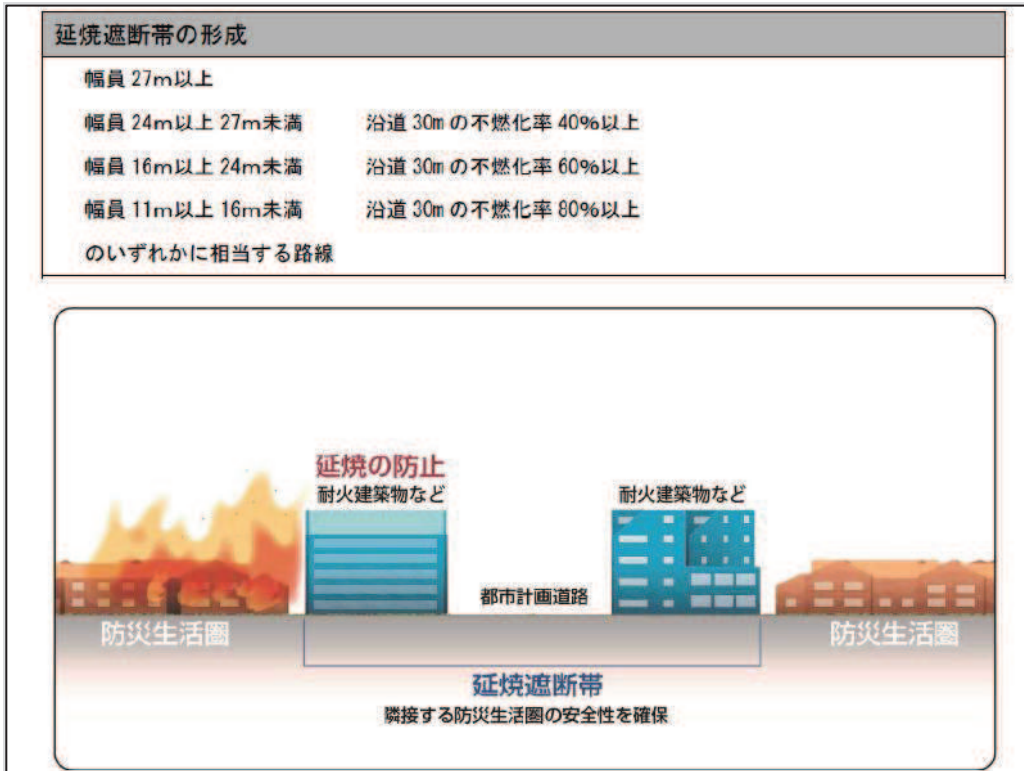 延焼遮断帯の形成
幅員 27m以上
幅員 24m以上 27m未満 沿道 30m の不燃化率 40%以上
幅員 16m以上 24m未満 沿道 30m の不燃化率 60%以上
幅員 11m以上 16m未満 沿道 30m の不燃化率 80%以上
のいずれかに相当する路線
延焼の防止
耐火建築物など
耐火建築物など
都市計画道路
防災生活圏
防災生活圏
延焼遮断帯
隣接する防災生活圏の安全性を確保